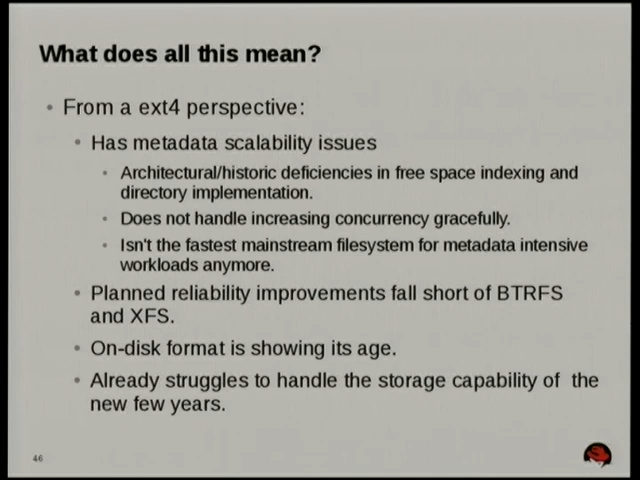 What does all this mean?
From a ext4 perspective:
Has metadata scalability issues
Architectural/historic deficiencies in free space indexing and
directory implementation.
Does not handle increasing concurrency gracefully.
Isn't the fastest mainstream filesystem for metadata intensive
workloads anymore.
Planned reliability improvements fall short of BTRFS
and XFS.
On-disk format is showing its age.
Already struggles to handle the storage capability of the
new few years.
46